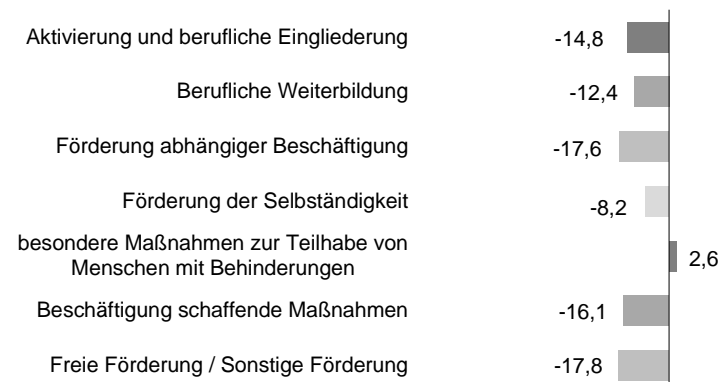 Aktivierung und berufliche Eingliederung -14,8
Berufliche Weiterbildung -12,4
Förderung abhängiger Beschäftigung -17,6
Förderung der Selbständigkeit -8,2
besondere Maßnahmen zur Teilhabe von
Menschen mit Behinderungen 2,6
Beschäftigung schaffende Maßnahmen -16,1
Freie Förderung / Sonstige Förderung -17,8